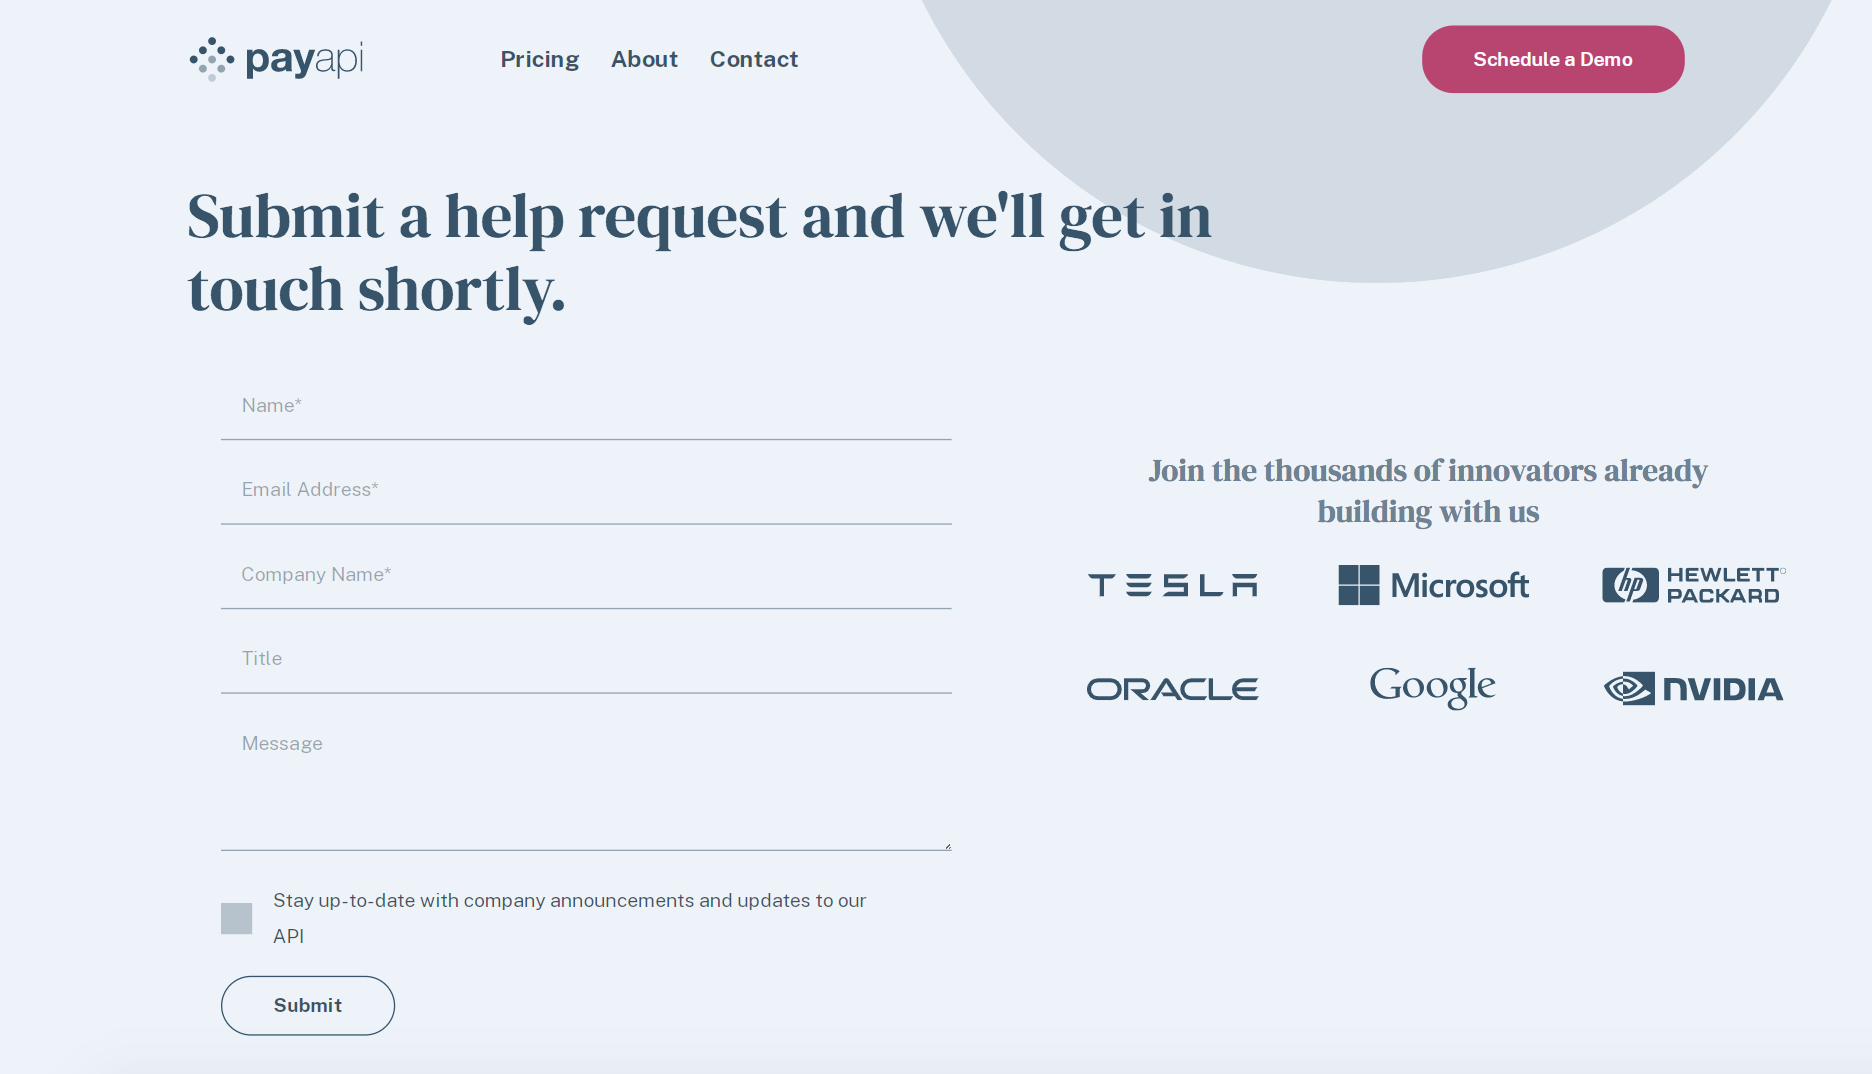 payapi
Pricing About Contact
Schedule a Demo
Submit a help request and we'll get in
touch shortly.
Name*
Email Address*
Company Name*
Title
Message
Stay up-to-date with company announcements and updates to our
API
Submit
Join the thousands of innovators already
building with us
TESLA
Microsoft
hp HEWLETT
PACKARD
ORACLE
Google
NVIDIA